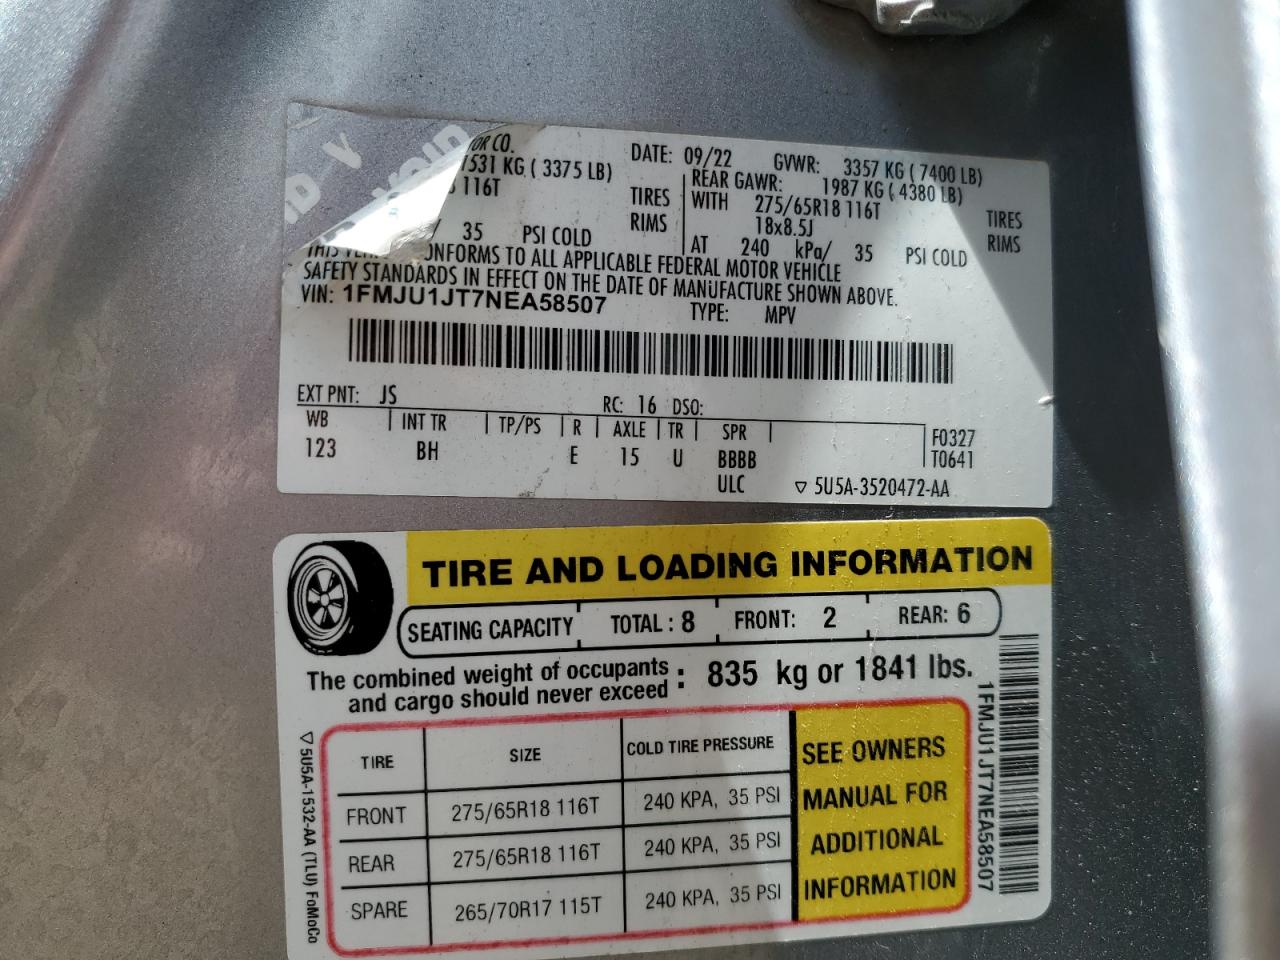 VOID
OR CO.
DATE: 09/22 GVWR: 3357 KG ( 7400 LB)
1531 KG ( 3375 LB) REAR GAWR: 1987 KG ( 4380 LB)
116T TIRES WITH 275/65R18 116T TIRES
RIMS 18x8.5J RIMS
/ 35 PSI COLD AT 240 kPa/ 35 PSI COLD
THIS ONFORMS TO ALL APPLICABLE FEDERAL MOTOR VEHICLE
SAFETY STANDARDS IN EFFECT ON THE DATE OF MANUFACTURE SHOWN ABOVE.
VIN: 1FMJU1JT7NEA58507 TYPE: MPV
EXT PNT: JS RC: 16 DSO:
WB INT TR TP/PS R AXLE TR SPR F0327
123 BH E 15 U BBBB T0641
ULC ▽ 5U5A-3520472-AA
TIRE AND LOADING INFORMATION
SEATING CAPACITY TOTAL : 8 FRONT: 2 REAR: 6
The combined weight of occupants
and cargo should never exceed : 835 kg or 1841 lbs.
TIRE SIZE COLD TIRE PRESSURE
FRONT 275/65R18 116T 240 KPA, 35 PSI
REAR 275/65R18 116T 240 KPA, 35 PSI
SPARE 265/70R17 115T 240 KPA, 35 PSI
SEE OWNERS
MANUAL FOR
ADDITIONAL
INFORMATION
▽ 5U5A-1532-AA (TLU) FoMoCo
1FMJU1JT7NEA58507